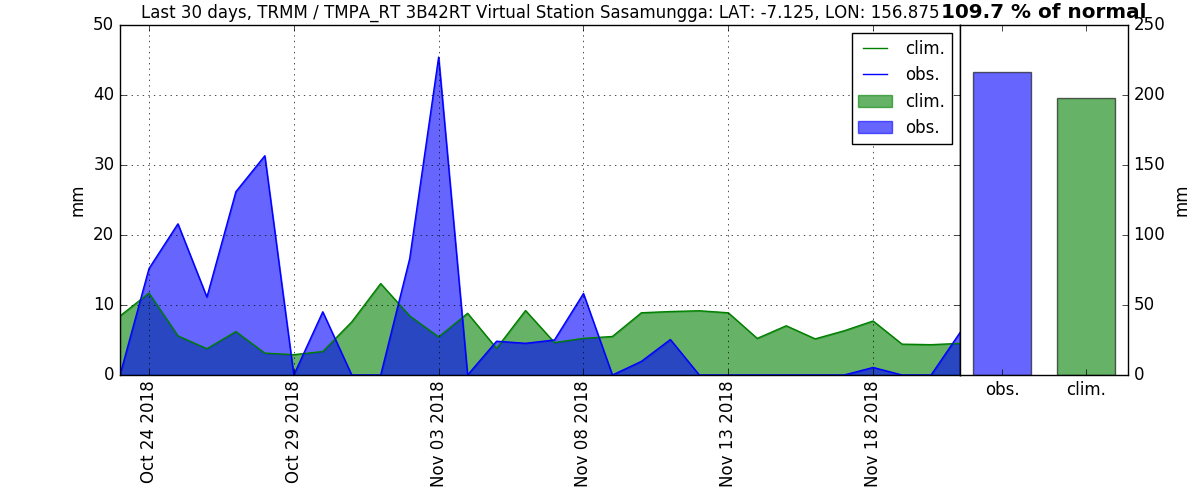 Last 30 days, TRMM / TMPA_RT 3B42RT Virtual Station Sasamungga: LAT: -7.125, LON: 156.875
109.7 % of normal
50
40
30
20
10
0
mm
clim.
obs.
clim.
obs.
Oct 24 2018
Oct 29 2018
Nov 03 2018
Nov 08 2018
Nov 13 2018
Nov 18 2018
250
200
150
100
50
0
mm
obs.
clim.